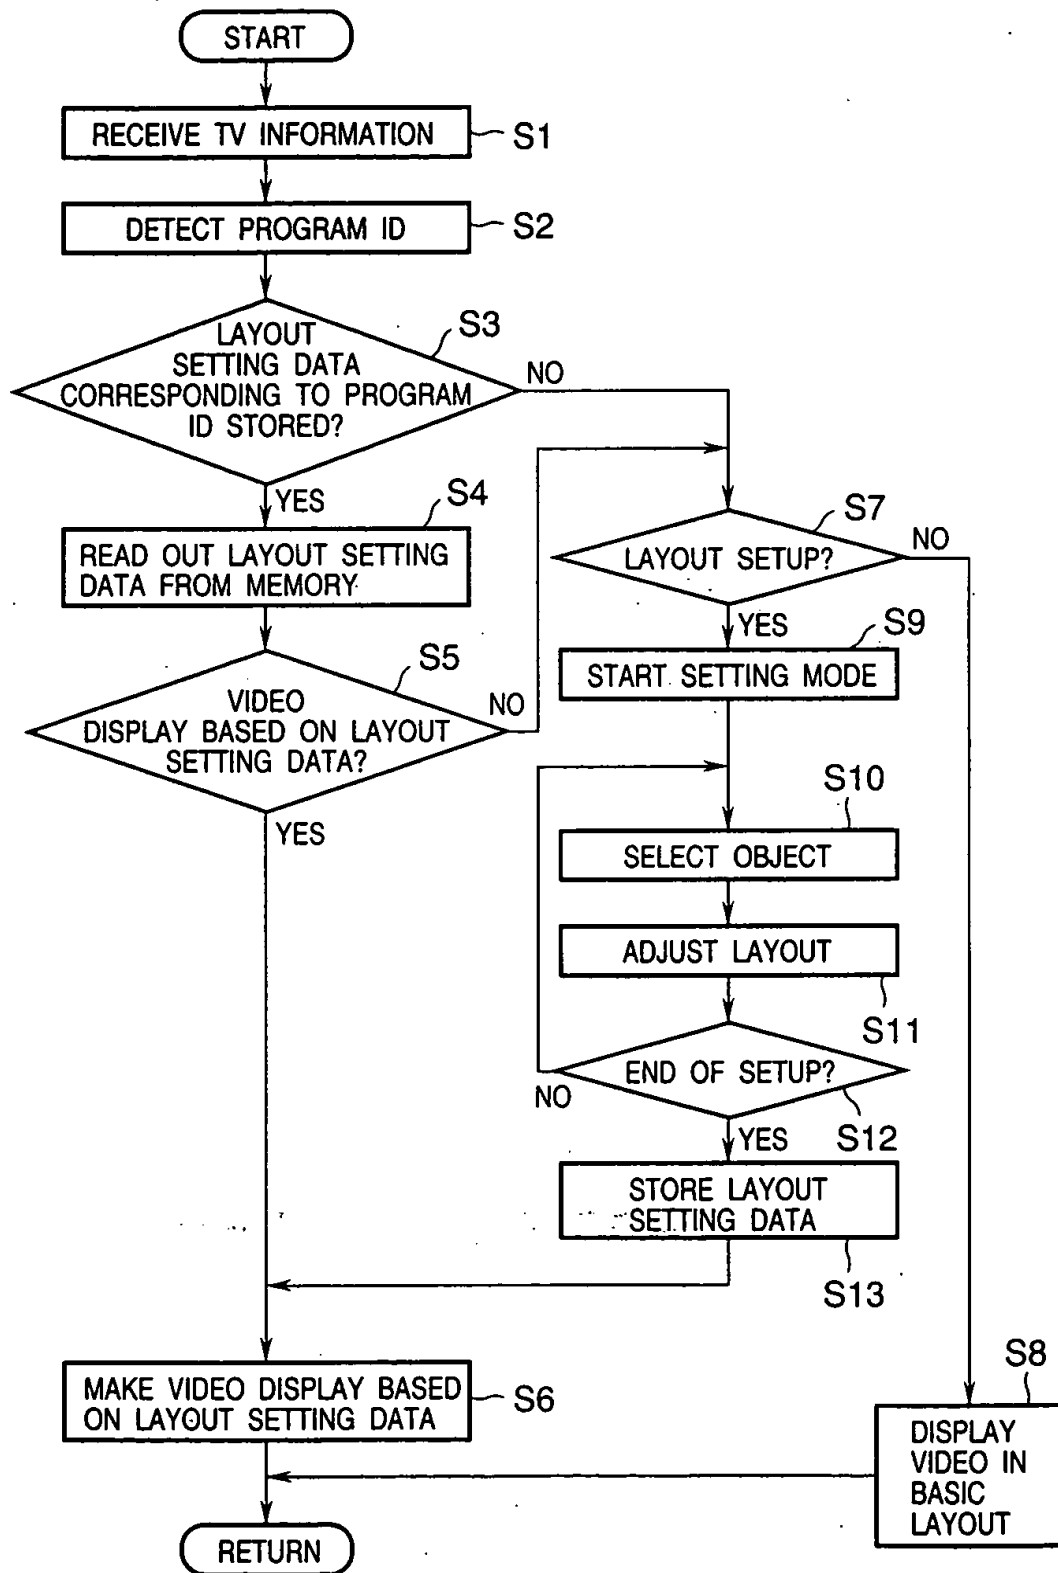 START
RECEIVE TV INFORMATION
S1
DETECT PROGRAM ID
S2
LAYOUT
SETTING DATA
CORRESPONDING TO PROGRAM
ID STORED?
S3
NO
YES
S4
READ OUT LAYOUT SETTING
DATA FROM MEMORY
S5
VIDEO
DISPLAY BASED ON LAYOUT
SETTING DATA?
NO
YES
S7
LAYOUT SETUP?
NO
YES
S9
START SETTING MODE
S10
SELECT OBJECT
ADJUST LAYOUT
S11
END OF SETUP?
NO
S12
YES
STORE LAYOUT
SETTING DATA
S13
MAKE VIDEO DISPLAY BASED
ON LAYOUT SETTING DATA
S6
S8
DISPLAY
VIDEO IN
BASIC
LAYOUT
RETURN